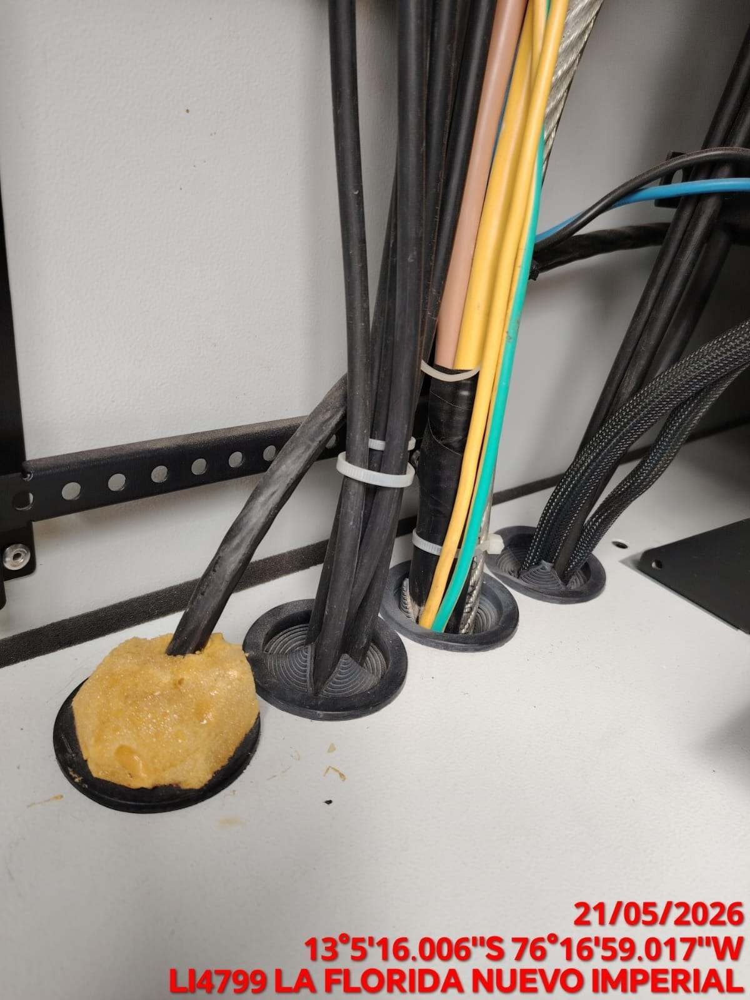 21/05/2026
13°5'16.006"S 76°16'59.017"W
LI4799 LA FLORIDA NUEVO IMPERIAL